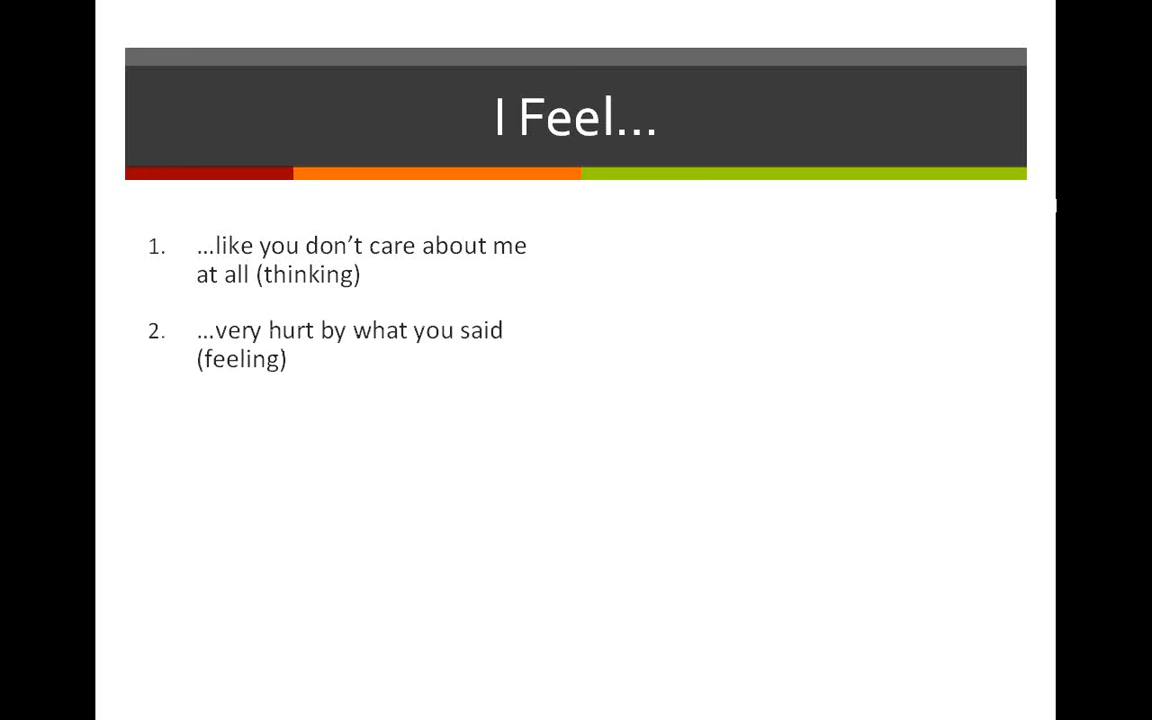 I Feel...
1. ...like you don’t care about me
at all (thinking)
2. ...very hurt by what you said
(feeling)